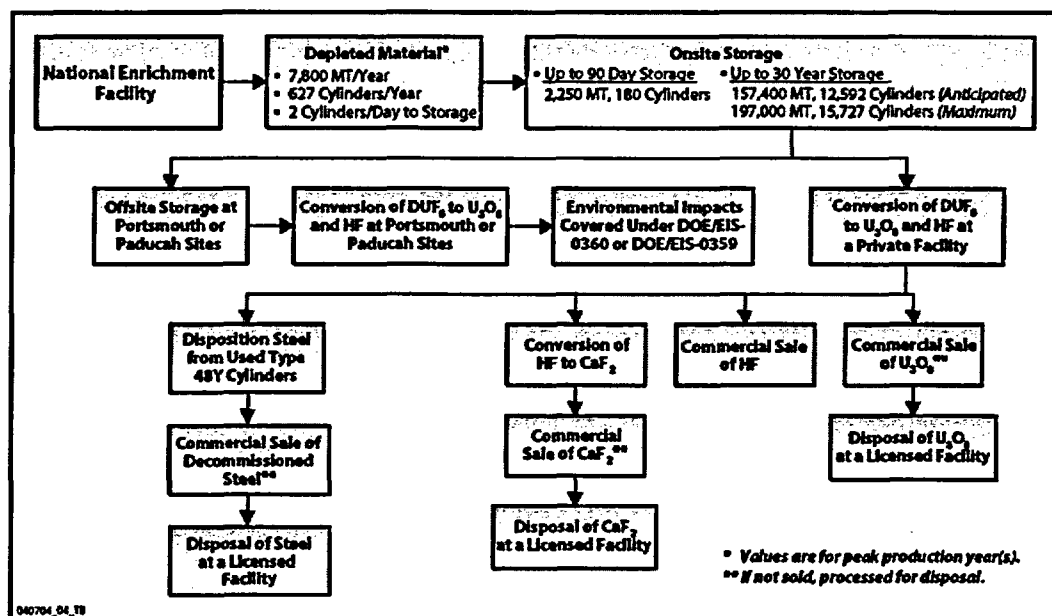 National Enrichment
Facility
Depleted Material*
• 7,800 MT/Year
• 627 Cylinders/Year
• 2 Cylinders/Day to Storage
Onsite Storage
• Up to 90 Day Storage
2,250 MT, 180 Cylinders
• Up to 30 Year Storage
157,400 MT, 12,592 Cylinders (Anticipated)
197,000 MT, 15,727 Cylinders (Maximum)
Offsite Storage at
Portsmouth or
Paducah Sites
Conversion of DUF₆ to U₃O₈
and HF at Portsmouth or
Paducah Sites
Environmental Impacts
Covered Under DOE/EIS-
0360 or DOE/EIS-0359
Conversion of DUF₆
to U₃O₈ and HF at
a Private Facility
Disposition Steel
from Used Type
48Y Cylinders
Conversion of
HF to CaF₂
Commercial Sale
of HF
Commercial Sale
of U₃O₈**
Commercial Sale of
Decommissioned
Steel**
Commercial
Sale of CaF₂**
Disposal of U₃O₈
at a Licensed Facility
Disposal of Steel
at a Licensed
Facility
Disposal of CaF₂
at a Licensed Facility
* Values are for peak production year(s).
** If not sold, processed for disposal.
040704_04_TB